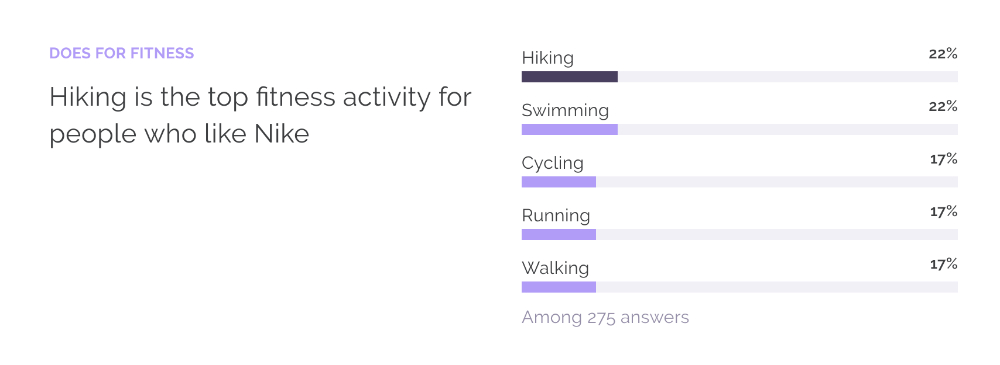 DOES FOR FITNESS
Hiking is the top fitness activity for
people who like Nike
Hiking 22%
Swimming 22%
Cycling 17%
Running 17%
Walking 17%
Among 275 answers